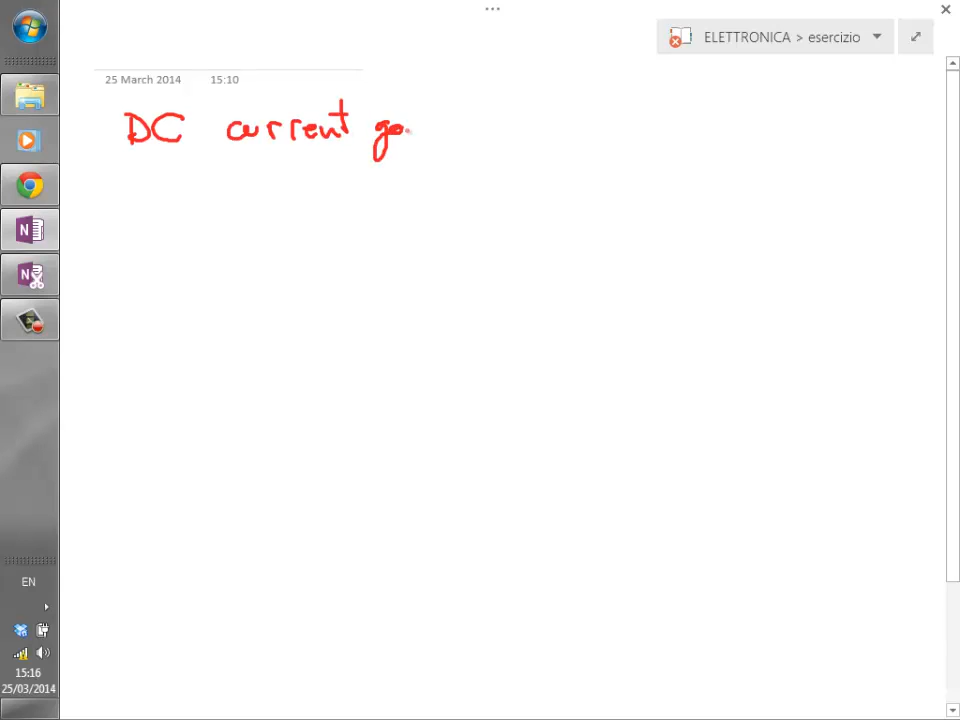 ELETTRONICA > esercizio
25 March 2014 15:10
DC current
EN
15:16
25/03/2014